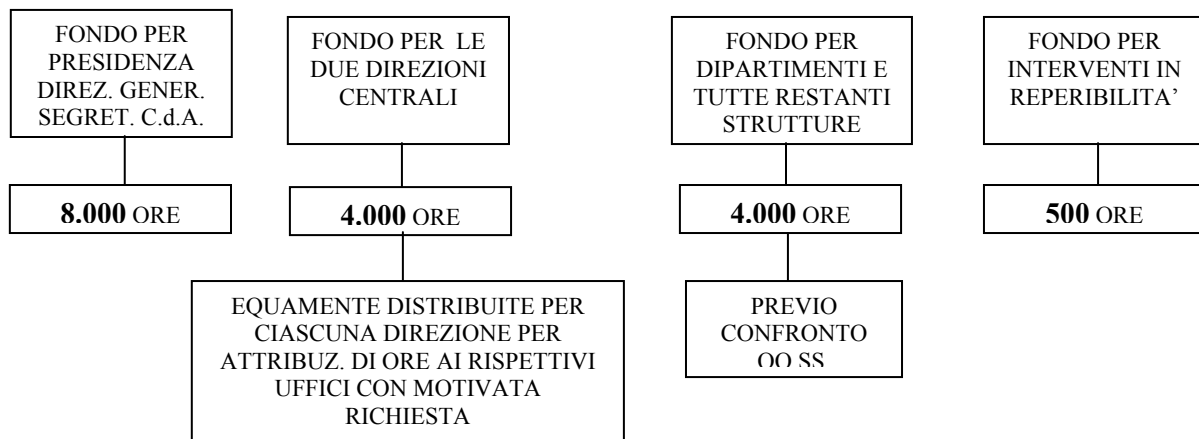 FONDO PER
PRESIDENZA
DIREZ. GENER.
SEGRET. C.d.A.
FONDO PER LE
DUE DIREZIONI
CENTRALI
FONDO PER
DIPARTIMENTI E
TUTTE RESTANTI
STRUTTURE
FONDO PER
INTERVENTI IN
REPERIBILITA’
8.000 ORE
4.000 ORE
4.000 ORE
500 ORE
EQUAMENTE DISTRIBUITE PER
CIASCUNA DIREZIONE PER
ATTRIBUZ. DI ORE AI RISPETTIVI
UFFICI CON MOTIVATA
RICHIESTA
PREVIO
CONFRONTO
OO SS